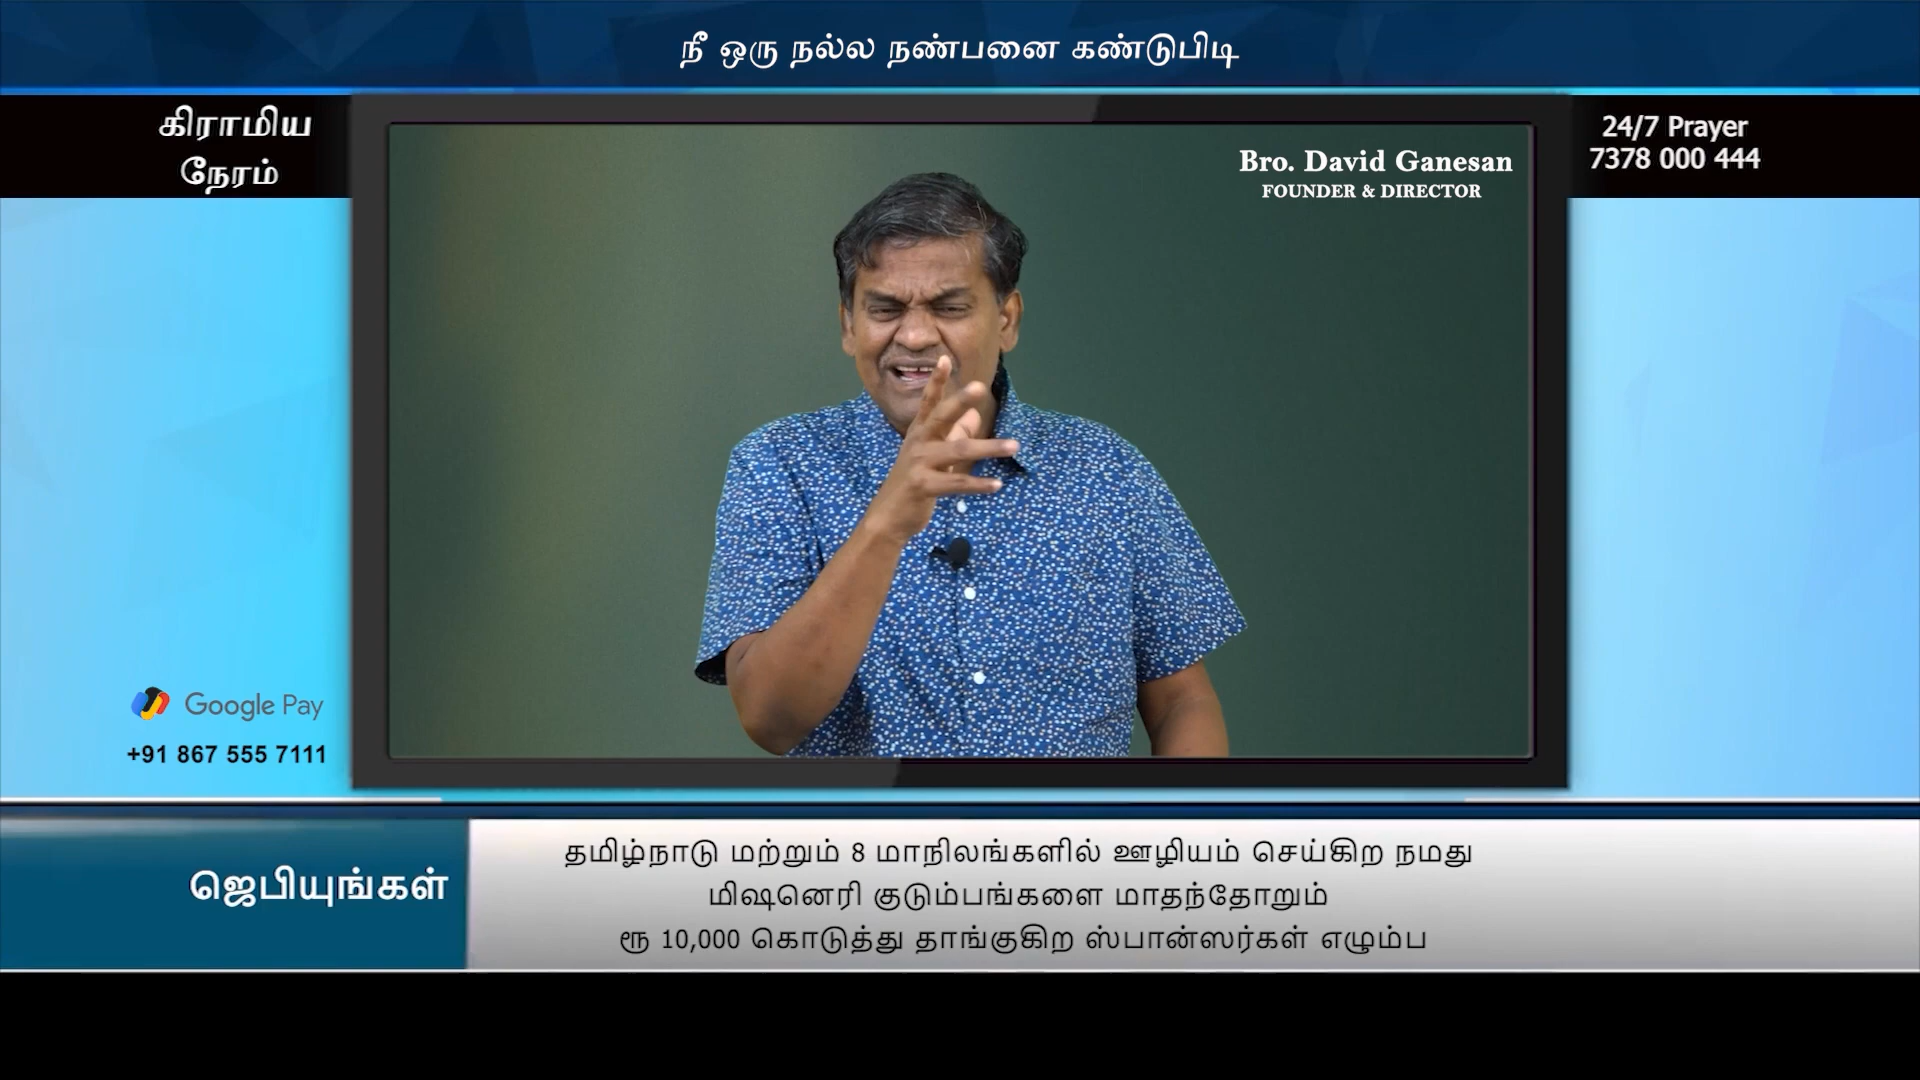 நீ ஒரு நல்ல நண்பனை கண்டுபிடி
கிராமிய
நேரம்
24/7 Prayer
7378 000 444
Bro. David Ganesan
FOUNDER & DIRECTOR
Google Pay
+91 867 555 7111
ஜெபியுங்கள்
தமிழ்நாடு மற்றும் 8 மாநிலங்களில் ஊழியம் செய்கிற நமது
மிஷனெரி குடும்பங்களை மாதந்தோறும்
ரூ 10,000 கொடுத்து தாங்குகிற ஸ்பான்ஸர்கள் எழும்ப